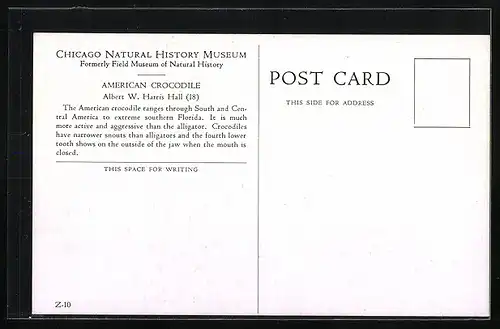 CHICAGO NATURAL HISTORY MUSEUM
Formerly Field Museum of Natural History
AMERICAN CROCODILE
Albert W. Harris Hall (18)
The American crocodile ranges through South and Cen-
tral America to extreme southern Florida. It is much
more active and aggressive than the alligator. Crocodiles
have narrower snouts than alligators and the fourth lower
tooth shows on the outside of the jaw when the mouth is
closed.
THIS SPACE FOR WRITING
Z-10
POST CARD
THIS SIDE FOR ADDRESS